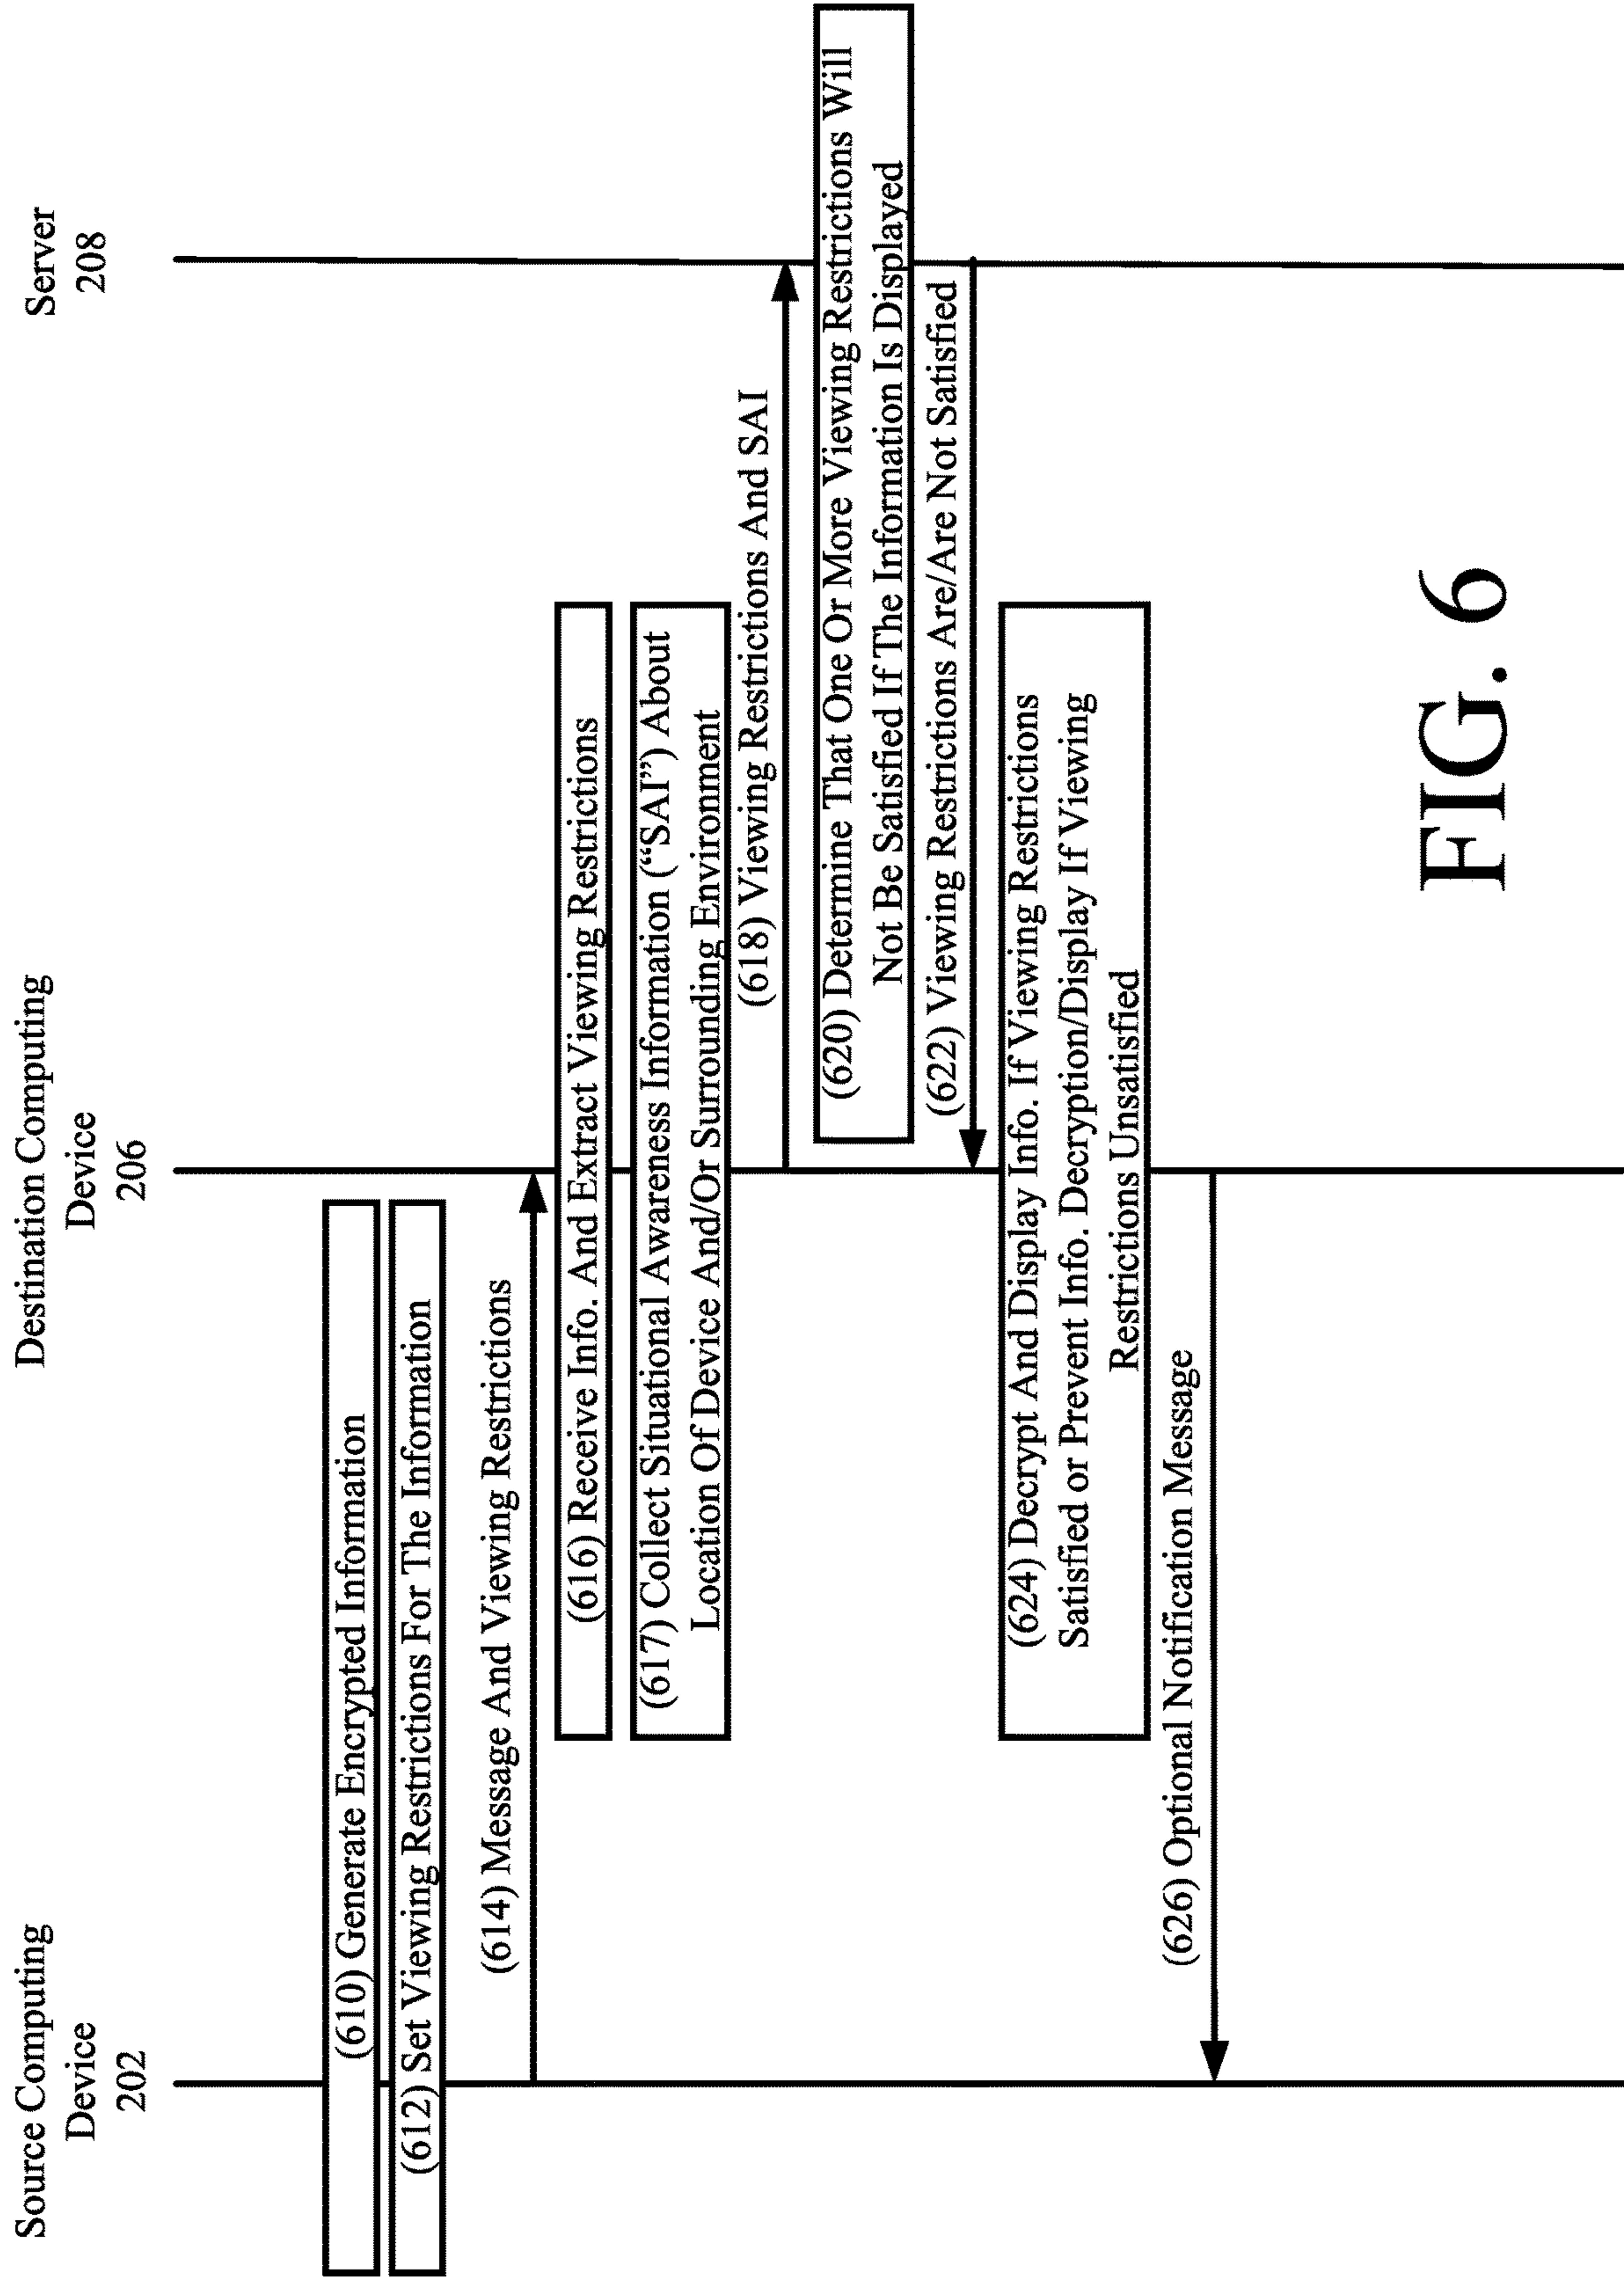 Source Computing
Device
202
Destination Computing
Device
206
Server
208
(610) Generate Encrypted Information
(612) Set Viewing Restrictions For The Information
(614) Message And Viewing Restrictions
(616) Receive Info. And Extract Viewing Restrictions
(617) Collect Situational Awareness Information (“SAI”) About
Location Of Device And/Or Surrounding Environment
(618) Viewing Restrictions And SAI
(620) Determine That One Or More Viewing Restrictions Will
Not Be Satisfied If The Information Is Displayed
(622) Viewing Restrictions Are/Are Not Satisfied
(624) Decrypt And Display Info. If Viewing Restrictions
Satisfied or Prevent Info. Decryption/Display If Viewing
Restrictions Unsatisfied
(626) Optional Notification Message
FIG. 6